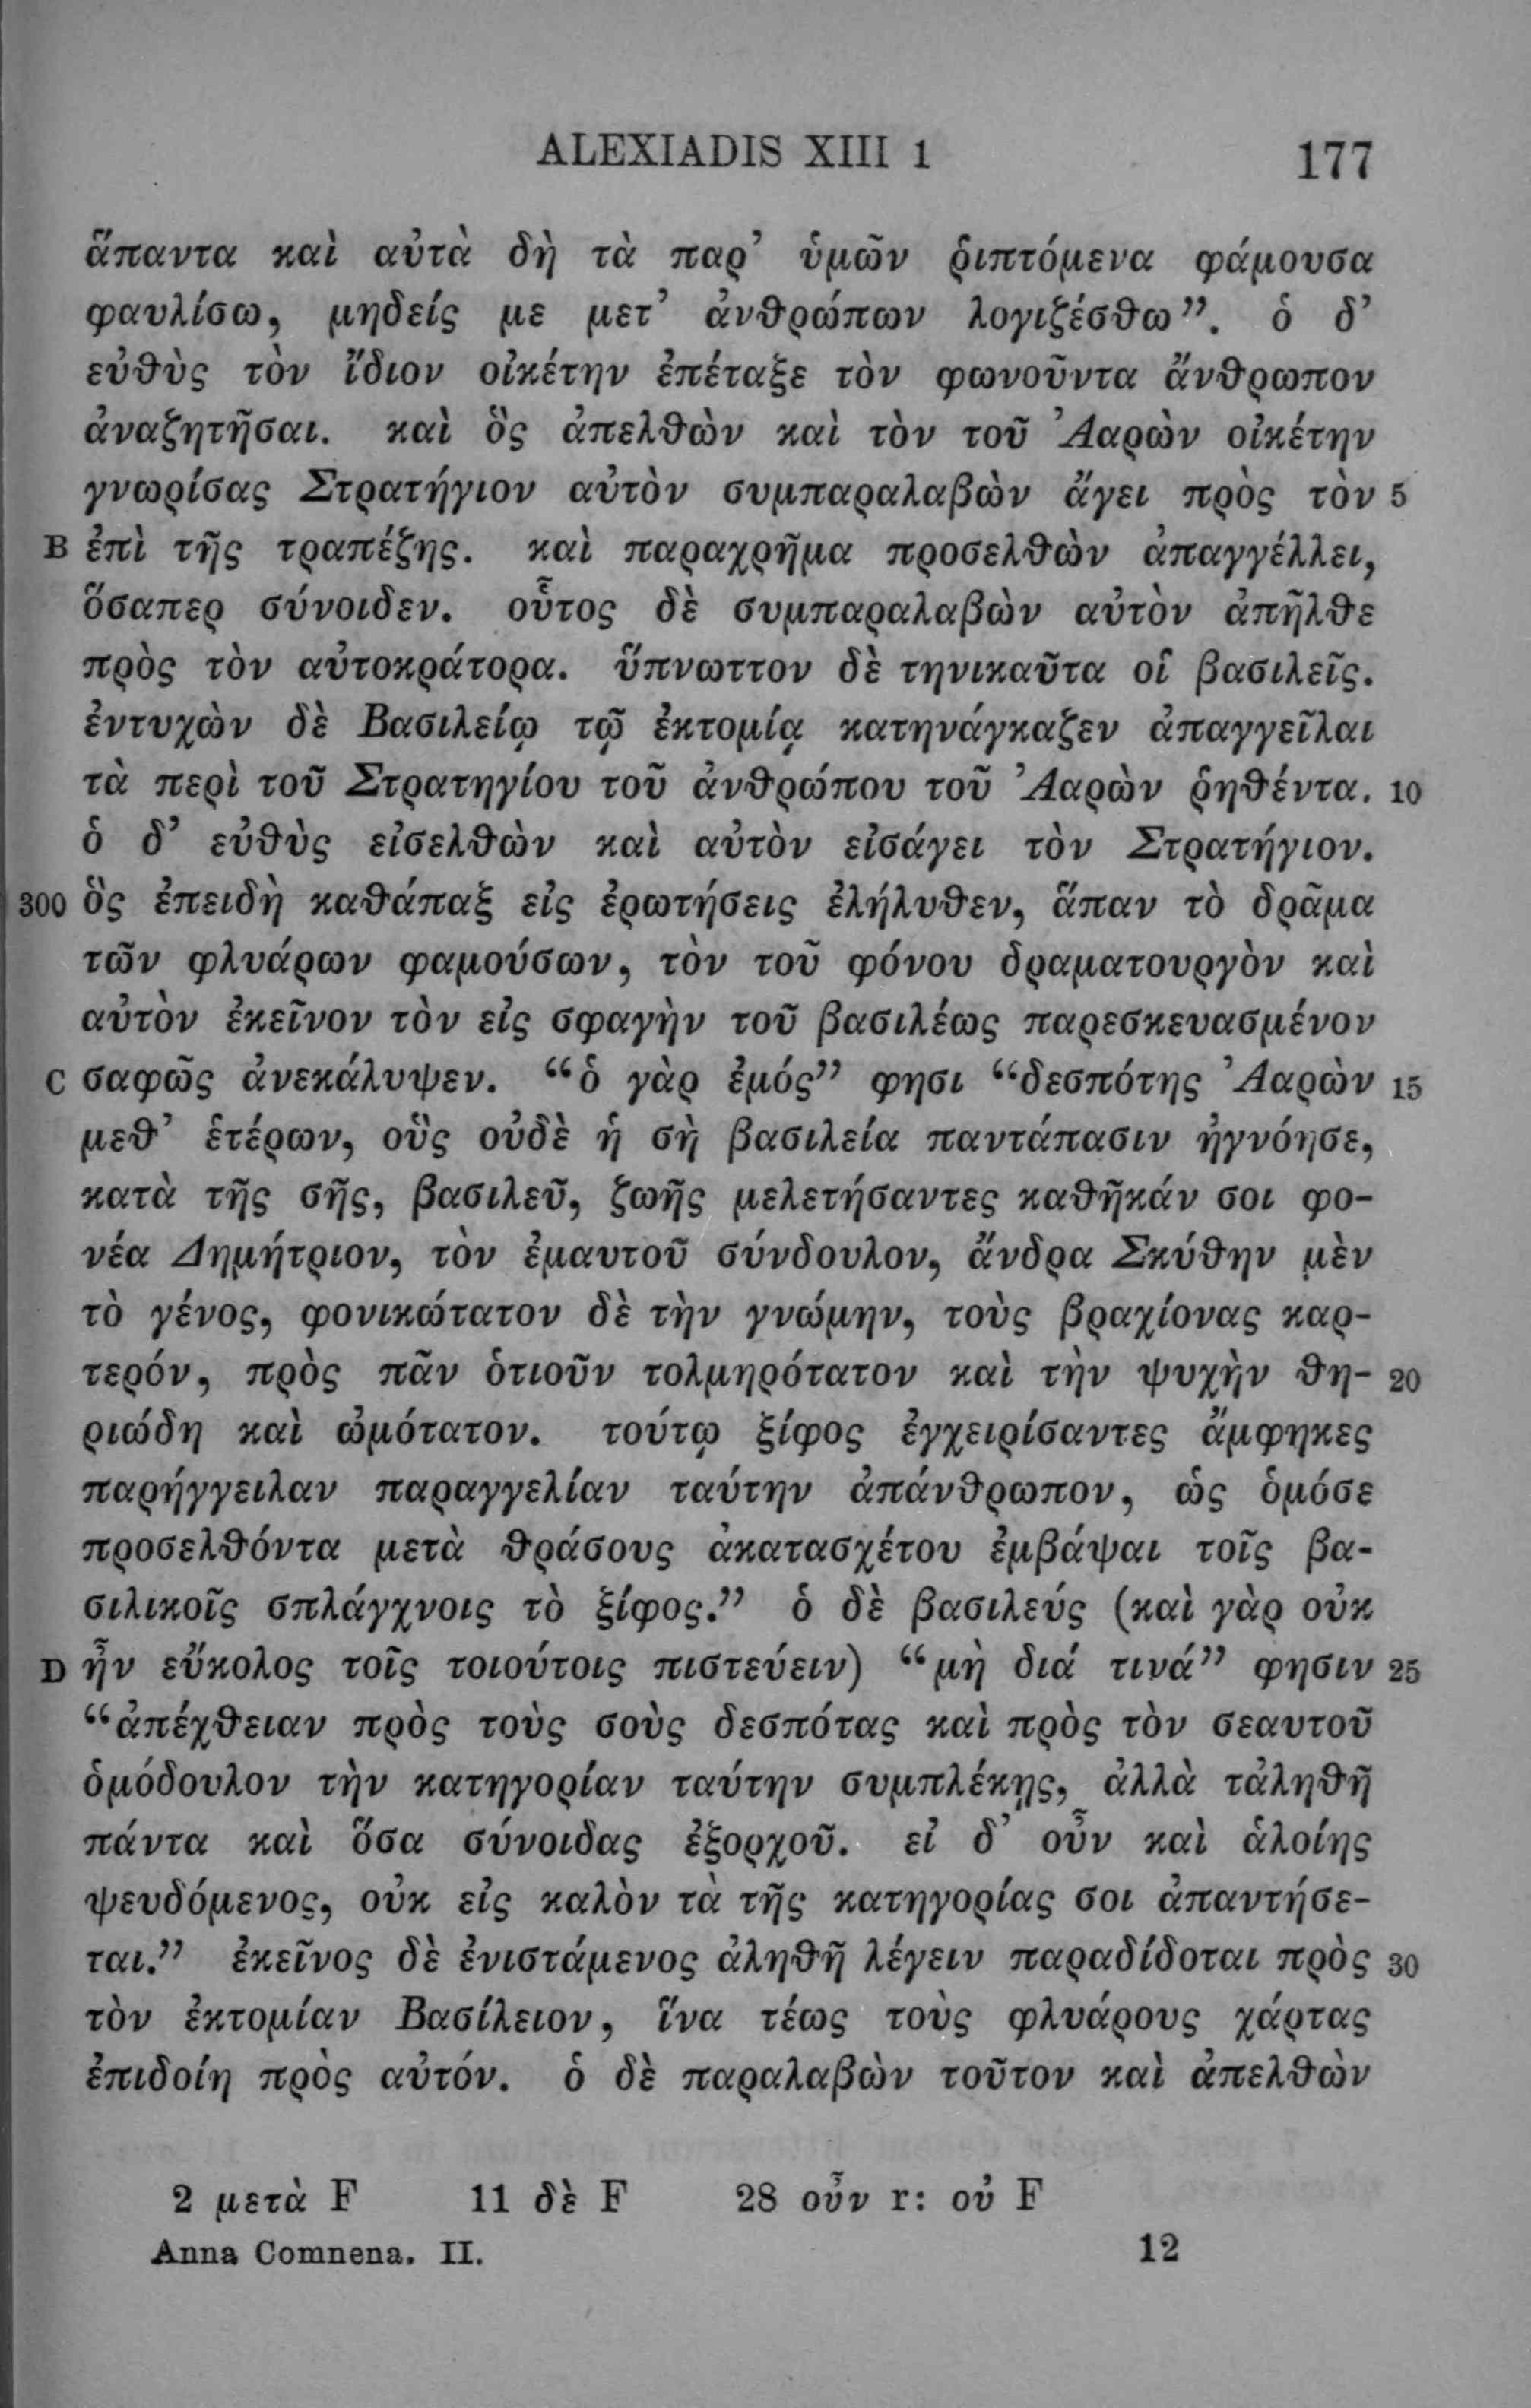 ALEXIADIS XIII 1 177
ἅπαντα καὶ αὐτὰ δὴ τὰ παρ’ ὑμῶν ῥιπτόμενα φάμουσα
φαυλίσω, μηδείς με μετ’ ἀνθρώπων λογιζέσθω”. ὁ δ’
εὐθὺς τὸν ἴδιον οἰκέτην ἐπέταξε τὸν φωνοῦντα ἄνθρωπον
ἀναζητῆσαι. καὶ ὃς ἀπελθὼν καὶ τὸν τοῦ Ἀαρὼν οἰκέτην
γνωρίσας Στρατήγιον αὐτὸν συμπαραλαβὼν ἄγει πρὸς τὸν 5
B ἐπὶ τῆς τραπέζης. καὶ παραχρῆμα προσελθὼν ἀπαγγέλλει,
ὅσαπερ σύνοιδεν. οὗτος δὲ συμπαραλαβὼν αὐτὸν ἀπῆλθε
πρὸς τὸν αὐτοκράτορα. ὕπνωττον δὲ τηνικαῦτα οἱ βασιλεῖς.
ἐντυχὼν δὲ Βασιλείῳ τῷ ἐκτομίᾳ κατηνάγκαζεν ἀπαγγεῖλαι
τὰ περὶ τοῦ Στρατηγίου τοῦ ἀνθρώπου τοῦ Ἀαρὼν ῥηθέντα. 10
ὁ δ’ εὐθὺς εἰσελθὼν καὶ αὐτὸν εἰσάγει τὸν Στρατήγιον.
300 ὃς ἐπειδὴ καθάπαξ εἰς ἐρωτήσεις ἐλήλυθεν, ἅπαν τὸ δρᾶμα
τῶν φλυάρων φαμούσων, τὸν τοῦ φόνου δραματουργὸν καὶ
αὐτὸν ἐκεῖνον τὸν εἰς σφαγὴν τοῦ βασιλέως παρεσκευασμένον
C σαφῶς ἀνεκάλυψεν. “ὁ γὰρ ἐμός” φησι “δεσπότης Ἀαρὼν 15
μεθ’ ἑτέρων, οὓς οὐδὲ ἡ σὴ βασιλεία παντάπασιν ἠγνόησε,
κατὰ τῆς σῆς, βασιλεῦ, ζωῆς μελετήσαντες καθῆκάν σοι φο-
νέα Δημήτριον, τὸν ἐμαυτοῦ σύνδουλον, ἄνδρα Σκύθην μὲν
τὸ γένος, φονικώτατον δὲ τὴν γνώμην, τοὺς βραχίονας καρ-
τερόν, πρὸς πᾶν ὁτιοῦν τολμηρότατον καὶ τὴν ψυχὴν θη- 20
ριώδη καὶ ὠμότατον. τούτῳ ξίφος ἐγχειρίσαντες ἄμφηκες
παρήγγειλαν παραγγελίαν ταύτην ἀπάνθρωπον, ὡς ὁμόσε
προσελθόντα μετὰ θράσους ἀκατασχέτου ἐμβάψαι τοῖς βα-
σιλικοῖς σπλάγχνοις τὸ ξίφος.” ὁ δὲ βασιλεύς (καὶ γὰρ οὐκ
D ἦν εὔκολος τοῖς τοιούτοις πιστεύειν) “μὴ διά τινά” φησιν 25
“ἀπέχθειαν πρὸς τοὺς σοὺς δεσπότας καὶ πρὸς τὸν σεαυτοῦ
ὁμόδουλον τὴν κατηγορίαν ταύτην συμπλέκῃς, ἀλλὰ τἀληθῆ
πάντα καὶ ὅσα σύνοιδας ἐξορχοῦ. εἰ δ’ οὖν καὶ ἁλοίης
ψευδόμενος, οὐκ εἰς καλὸν τὰ τῆς κατηγορίας σοι ἀπαντήσε-
ται.” ἐκεῖνος δὲ ἐνιστάμενος ἀληθῆ λέγειν παραδίδοται πρὸς 30
τὸν ἐκτομίαν Βασίλειον, ἵνα τέως τοὺς φλυάρους χάρτας
ἐπιδοίη πρὸς αὐτόν. ὁ δὲ παραλαβὼν τοῦτον καὶ ἀπελθὼν
2 μετὰ F 11 δὲ F 28 οὖν r: οὐ F
Anna Comnena. II. 12